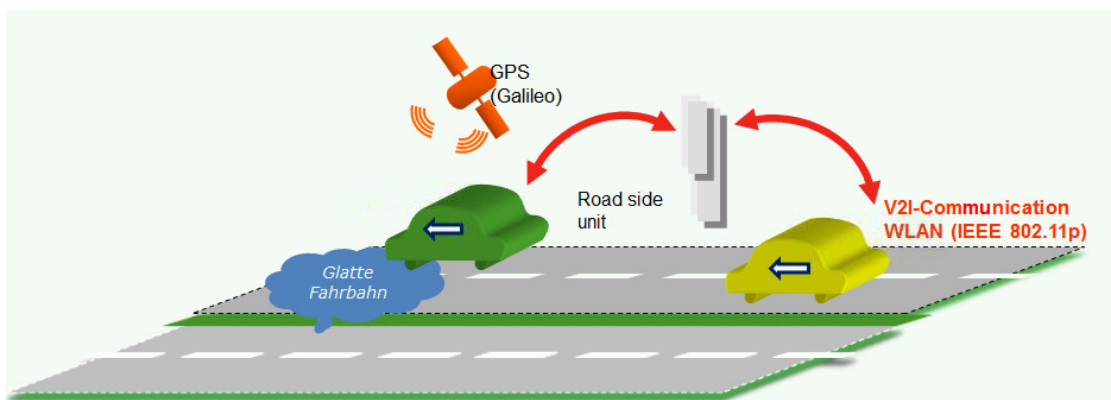 GPS
(Galileo)
Road side
unit
V2I-Communication
WLAN (IEEE 802.11p)
Glatte
Fahrbahn